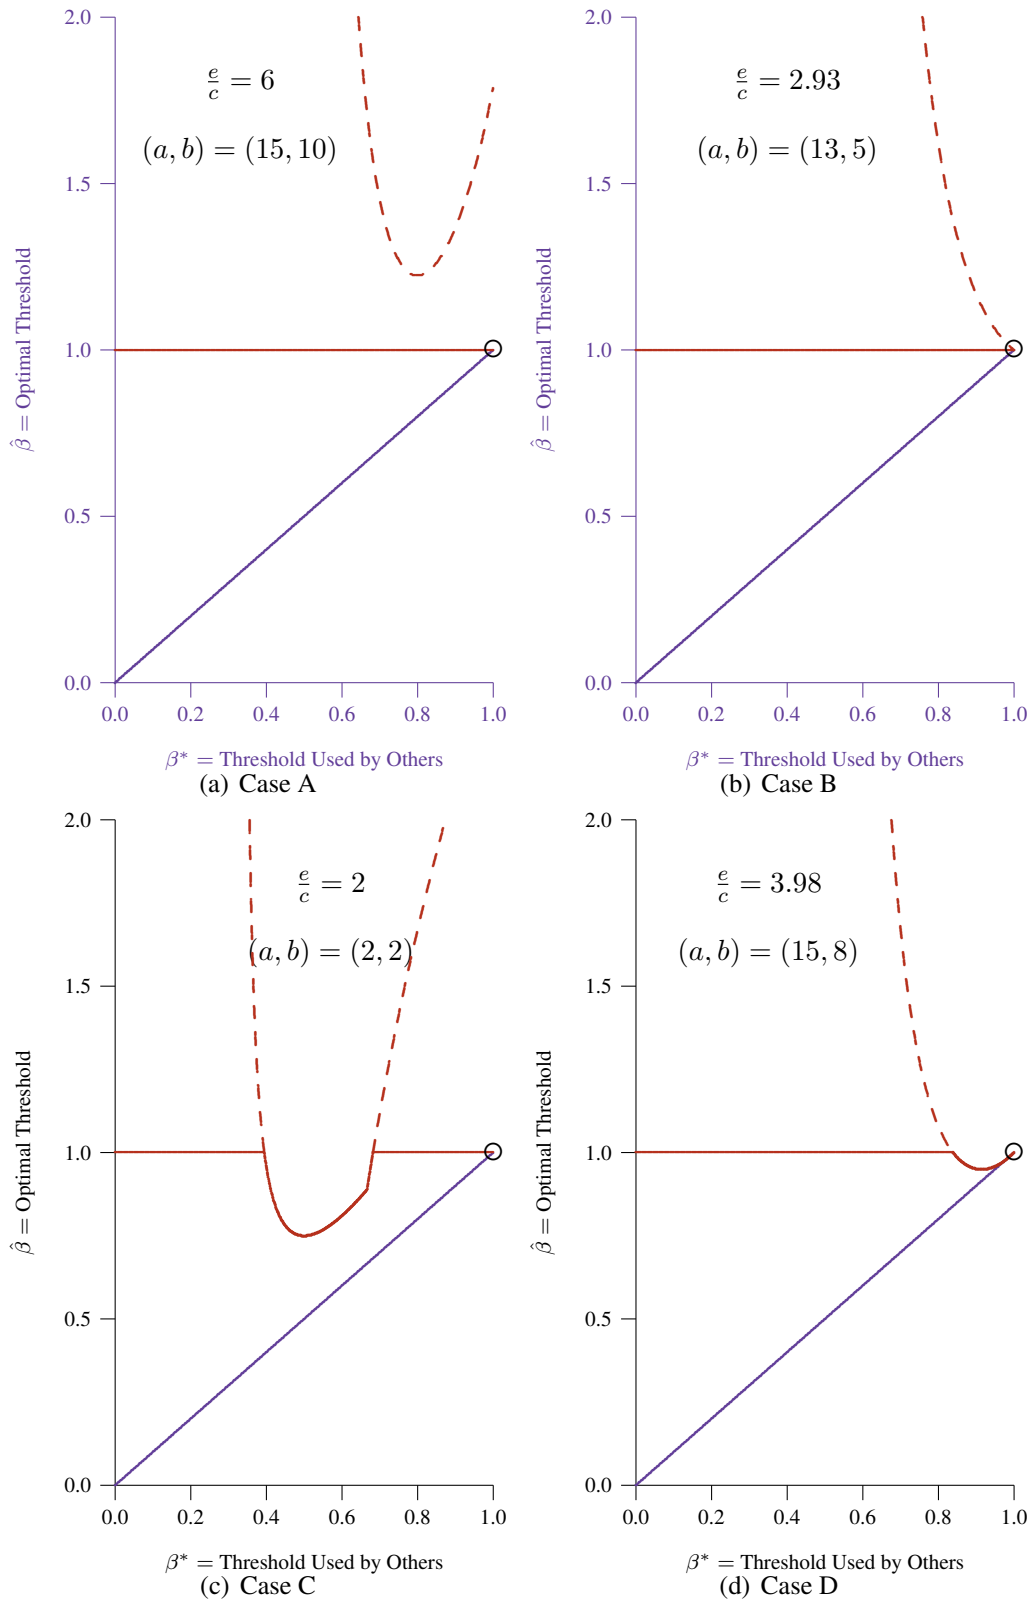 2.0
1.5
1.0
0.5
0.0
0.0 0.2 0.4 0.6 0.8 1.0
β̂ = Optimal Threshold
e/c = 6
(a, b) = (15, 10)
β* = Threshold Used by Others
(a) Case A
2.0
1.5
1.0
0.5
0.0
0.0 0.2 0.4 0.6 0.8 1.0
β̂ = Optimal Threshold
e/c = 2.93
(a, b) = (13, 5)
β* = Threshold Used by Others
(b) Case B
2.0
1.5
1.0
0.5
0.0
0.0 0.2 0.4 0.6 0.8 1.0
β̂ = Optimal Threshold
e/c = 2
(a, b) = (2, 2)
β* = Threshold Used by Others
(c) Case C
2.0
1.5
1.0
0.5
0.0
0.0 0.2 0.4 0.6 0.8 1.0
β̂ = Optimal Threshold
e/c = 3.98
(a, b) = (15, 8)
β* = Threshold Used by Others
(d) Case D